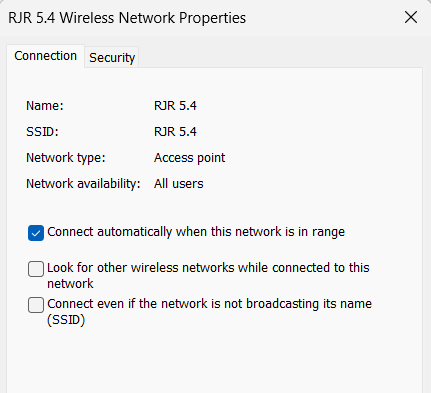 RJR 5.4 Wireless Network Properties
Connection Security
Name: RJR 5.4
SSID: RJR 5.4
Network type: Access point
Network availability: All users
Connect automatically when this network is in range
Look for other wireless networks while connected to this
network
Connect even if the network is not broadcasting its name
(SSID)